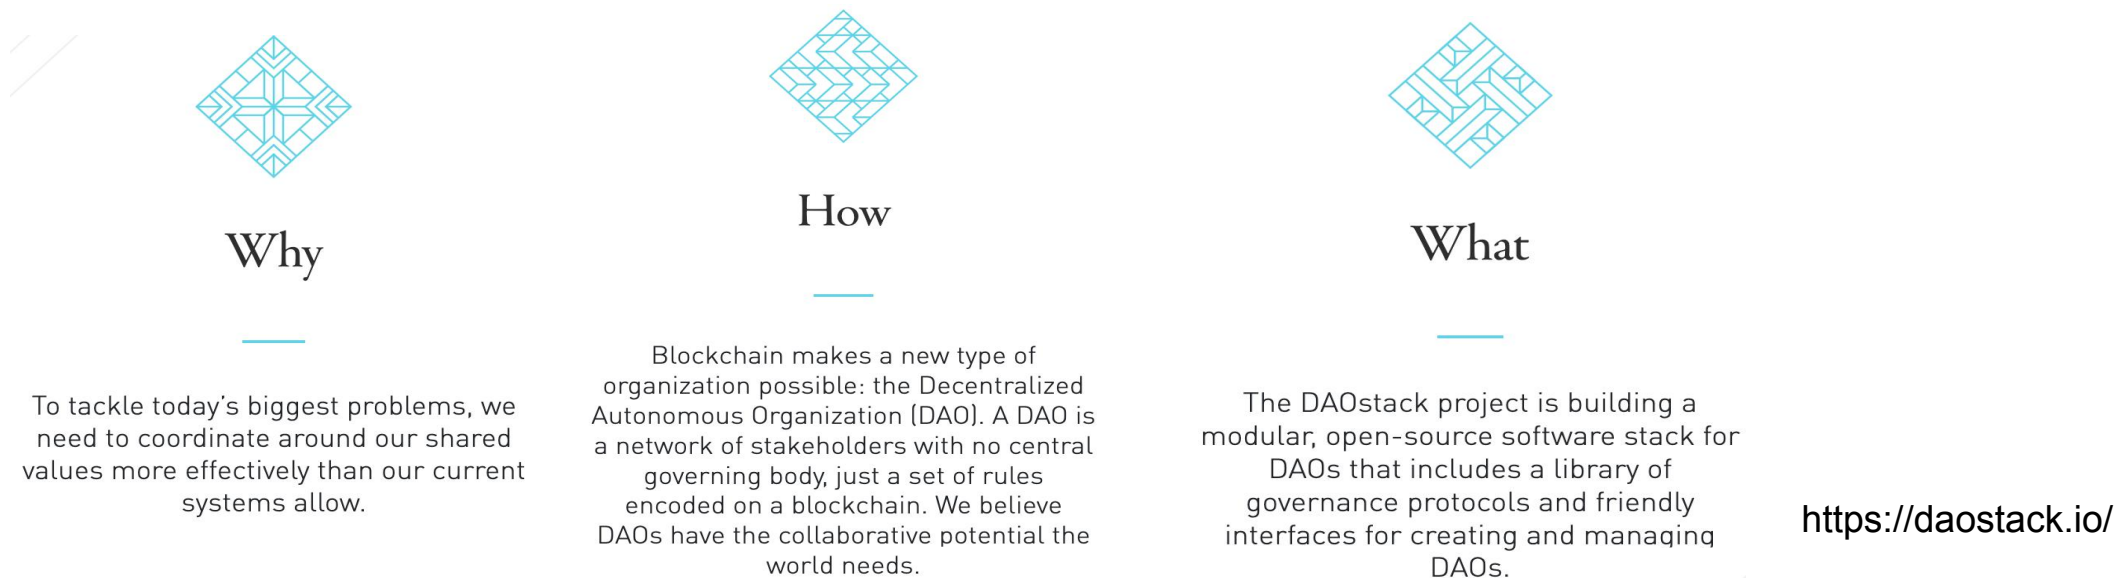 Why
To tackle today’s biggest problems, we
need to coordinate around our shared
values more effectively than our current
systems allow.
How
Blockchain makes a new type of
organization possible: the Decentralized
Autonomous Organization (DAO). A DAO is
a network of stakeholders with no central
governing body, just a set of rules
encoded on a blockchain. We believe
DAOs have the collaborative potential the
world needs.
What
The DAOstack project is building a
modular, open-source software stack for
DAOs that includes a library of
governance protocols and friendly
interfaces for creating and managing
DAOs.
https://daostack.io/